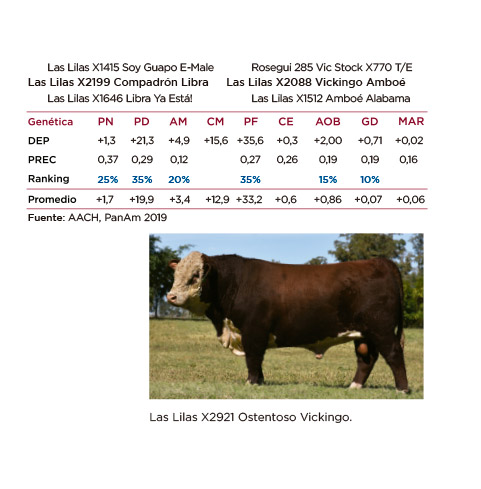 Las Lilas X1415 Soy Guapo E-Male Rosegui 285 Vic Stock X770 T/E
Las Lilas X2199 Compadrón Libra Las Lilas X2088 Vickingo Amboé
Las Lilas X1646 Libra Ya Está! Las Lilas X1512 Amboé Alabama
Genética PN PD AM CM PF CE AOB GD MAR
DEP +1,3 +21,3 +4,9 +15,6 +35,6 +0,3 +2,00 +0,71 +0,02
PREC 0,37 0,29 0,12 0,27 0,26 0,19 0,19 0,16
Ranking 25% 35% 20% 35% 15% 10%
Promedio +1,7 +19,9 +3,4 +12,9 +33,2 +0,6 +0,86 +0,07 +0,06
Fuente: AACH, PanAm 2019
Las Lilas X2921 Ostentoso Vickingo.